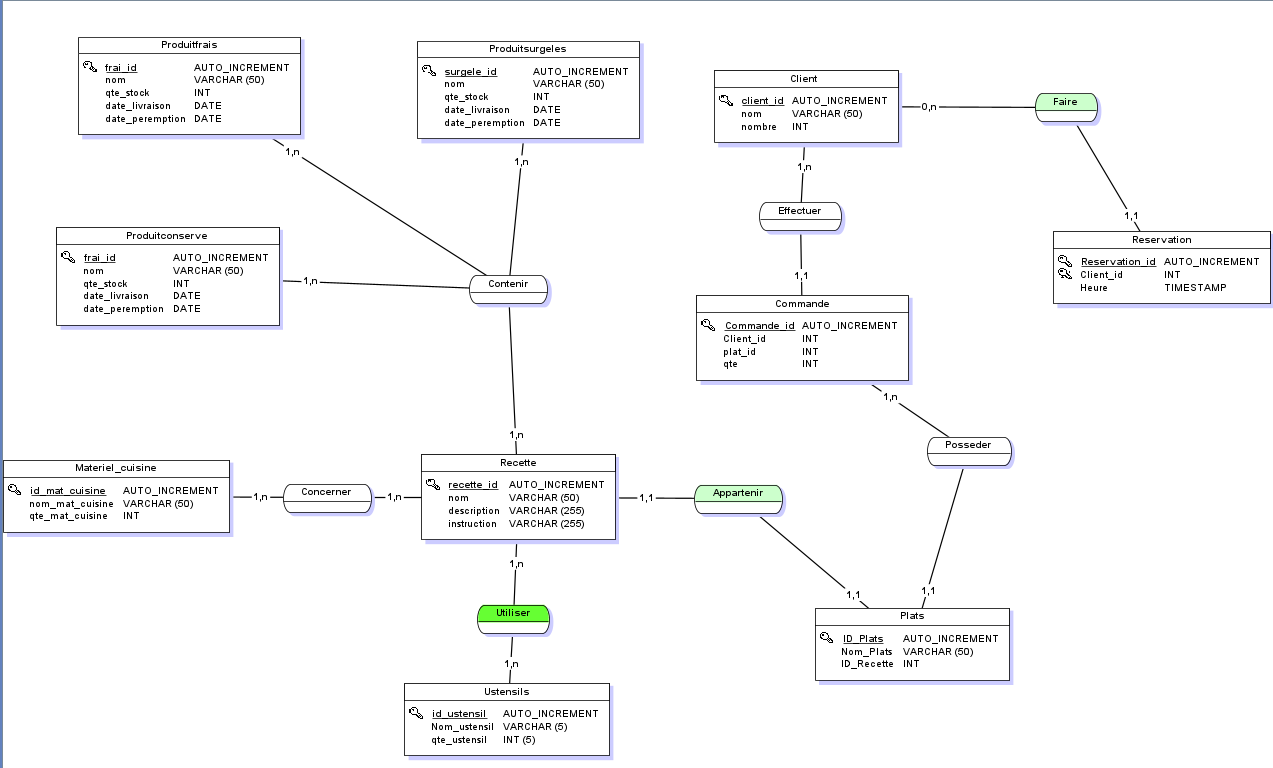 Produitfrais
frai_id AUTO_INCREMENT
nom VARCHAR (50)
qte_stock INT
date_livraison DATE
date_peremption DATE
1,n
Produitsurgeles
surgele_id AUTO_INCREMENT
nom VARCHAR (50)
qte_stock INT
date_livraison DATE
date_peremption DATE
1,n
Client
client_id AUTO_INCREMENT
nom VARCHAR (50)
nombre INT
0,n
Faire
1,n
1,1
Effectuer
Reservation
Reservation_id AUTO_INCREMENT
Client_id INT
Heure TIMESTAMP
Produitconserve
frai_id AUTO_INCREMENT
nom VARCHAR (50)
qte_stock INT
date_livraison DATE
date_peremption DATE
1,n
Contenir
1,1
Commande
Commande_id AUTO_INCREMENT
Client_id INT
plat_id INT
qte INT
1,n
1,n
Posseder
Materiel_cuisine
id_mat_cuisine AUTO_INCREMENT
nom_mat_cuisine VARCHAR (50)
qte_mat_cuisine INT
1,n
Concerner
1,n
Recette
recette_id AUTO_INCREMENT
nom VARCHAR (50)
description VARCHAR (255)
instruction VARCHAR (255)
1,1
Appartenir
1,n
1,1
1,1
Utiliser
Plats
ID_Plats AUTO_INCREMENT
Nom_Plats VARCHAR (50)
ID_Recette INT
1,n
Ustensils
id_ustensil AUTO_INCREMENT
Nom_ustensil VARCHAR (5)
qte_ustensil INT (5)